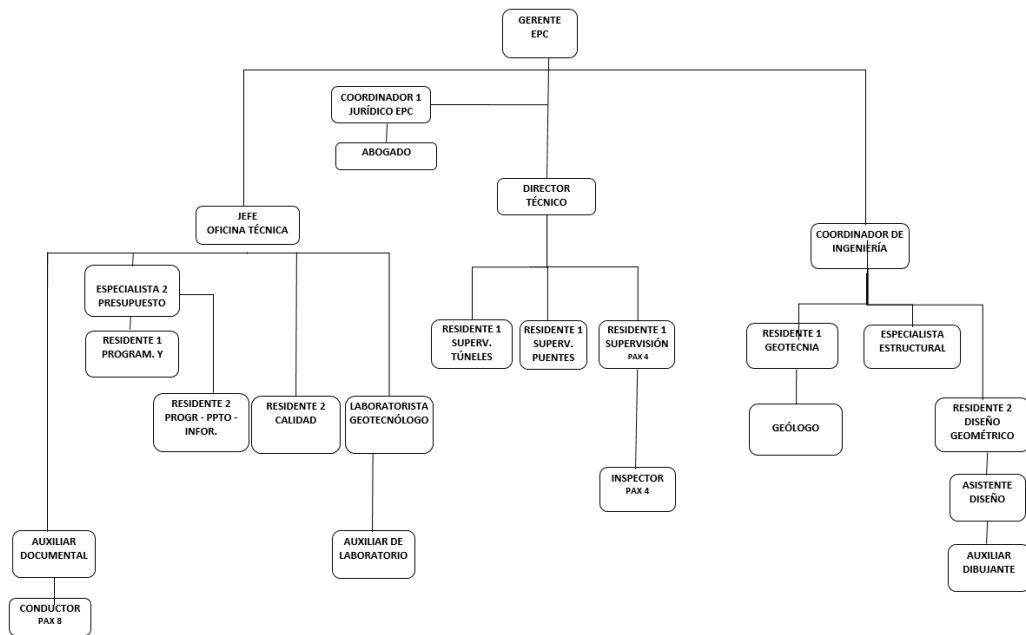 GERENTE
EPC
COORDINADOR 1
JURÍDICO EPC
ABOGADO
DIRECTOR
TÉCNICO
JEFE
OFICINA TÉCNICA
COORDINADOR DE
INGENIERÍA
ESPECIALISTA 2
PRESUPUESTO
RESIDENTE 1
PROGRAM. Y
RESIDENTE 1
SUPERV.
TÚNELES
RESIDENTE 1
SUPERV.
PUENTES
RESIDENTE 1
SUPERVISIÓN
PAX 4
RESIDENTE 1
GEOTECNIA
ESPECIALISTA
ESTRUCTURAL
RESIDENTE 2
PROGR - PPTO -
INFOR.
RESIDENTE 2
CALIDAD
LABORATORISTA
GEOTECNÓLOGO
GEÓLOGO
RESIDENTE 2
DISEÑO
GEOMÉTRICO
INSPECTOR
PAX 4
ASISTENTE
DISEÑO
AUXILIAR
DOCUMENTAL
AUXILIAR DE
LABORATORIO
AUXILIAR
DIBUJANTE
CONDUCTOR
PAX 8